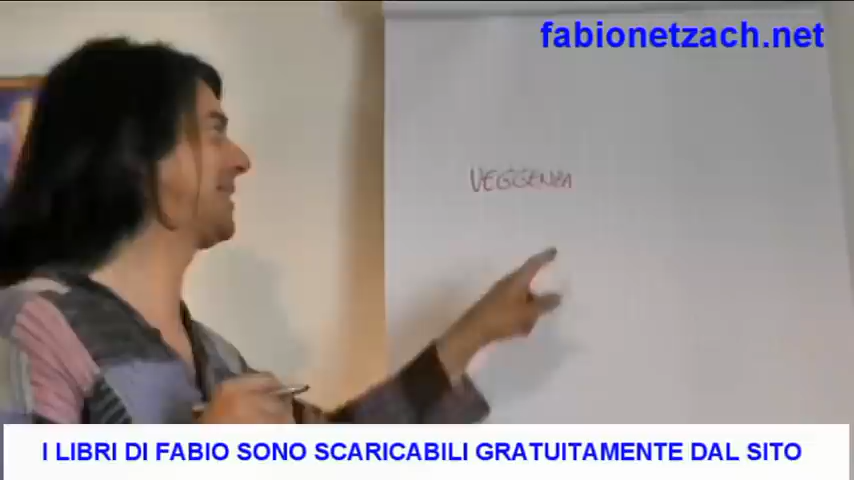 fabionetzach.net
VEGGENZA
I LIBRI DI FABIO SONO SCARICABILI GRATUITAMENTE DAL SITO